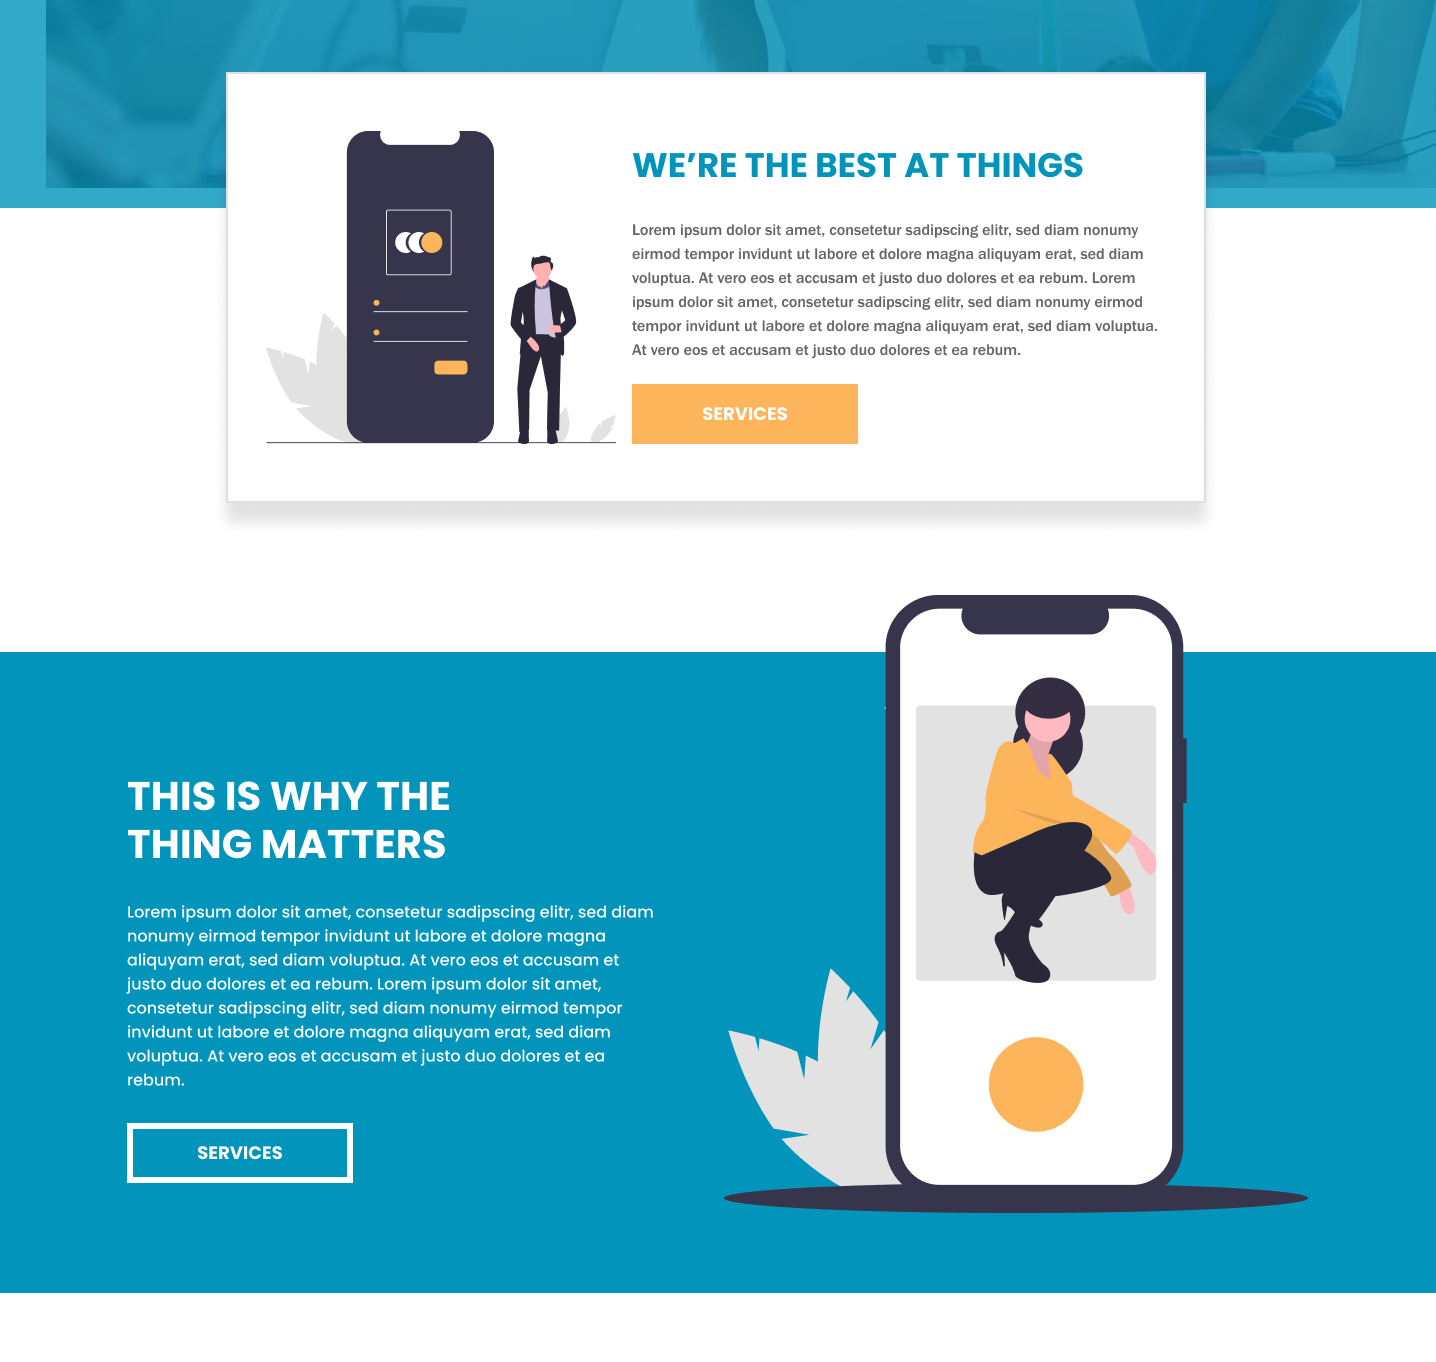 WE’RE THE BEST AT THINGS
Lorem ipsum dolor sit amet, consetetur sadipscing elitr, sed diam nonumy
eirmod tempor invidunt ut labore et dolore magna aliquyam erat, sed diam
voluptua. At vero eos et accusam et justo duo dolores et ea rebum. Lorem
ipsum dolor sit amet, consetetur sadipscing elitr, sed diam nonumy eirmod
tempor invidunt ut labore et dolore magna aliquyam erat, sed diam voluptua.
At vero eos et accusam et justo duo dolores et ea rebum.
SERVICES
THIS IS WHY THE
THING MATTERS
Lorem ipsum dolor sit amet, consetetur sadipscing elitr, sed diam
nonumy eirmod tempor invidunt ut labore et dolore magna
aliquyam erat, sed diam voluptua. At vero eos et accusam et
justo duo dolores et ea rebum. Lorem ipsum dolor sit amet,
consetetur sadipscing elitr, sed diam nonumy eirmod tempor
invidunt ut labore et dolore magna aliquyam erat, sed diam
voluptua. At vero eos et accusam et justo duo dolores et ea
rebum.
SERVICES